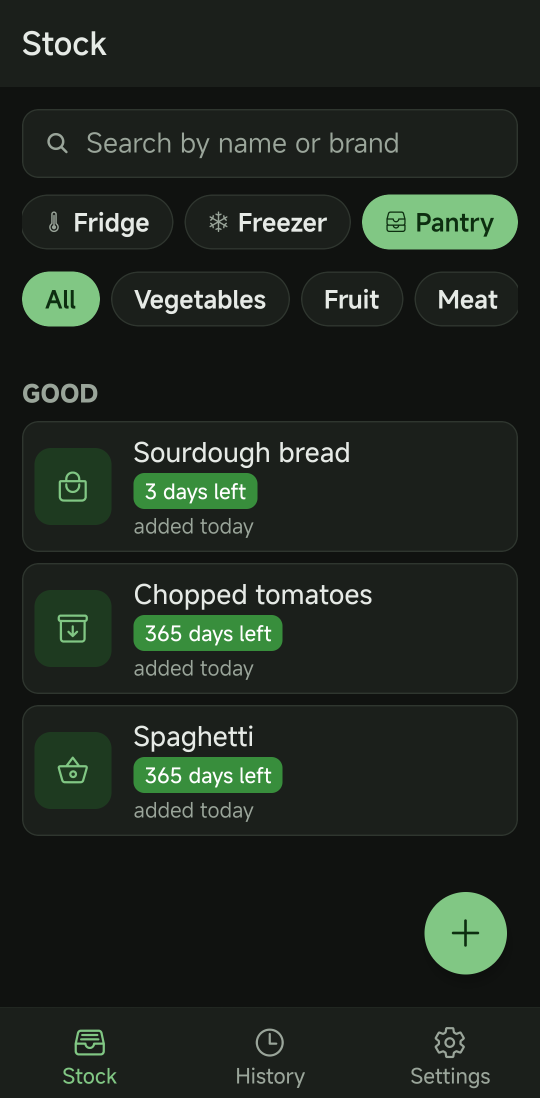 Stock
Search by name or brand
Fridge
Freezer
Pantry
All
Vegetables
Fruit
Meat
GOOD
Sourdough bread
3 days left
added today
Chopped tomatoes
365 days left
added today
Spaghetti
365 days left
added today
Stock
History
Settings